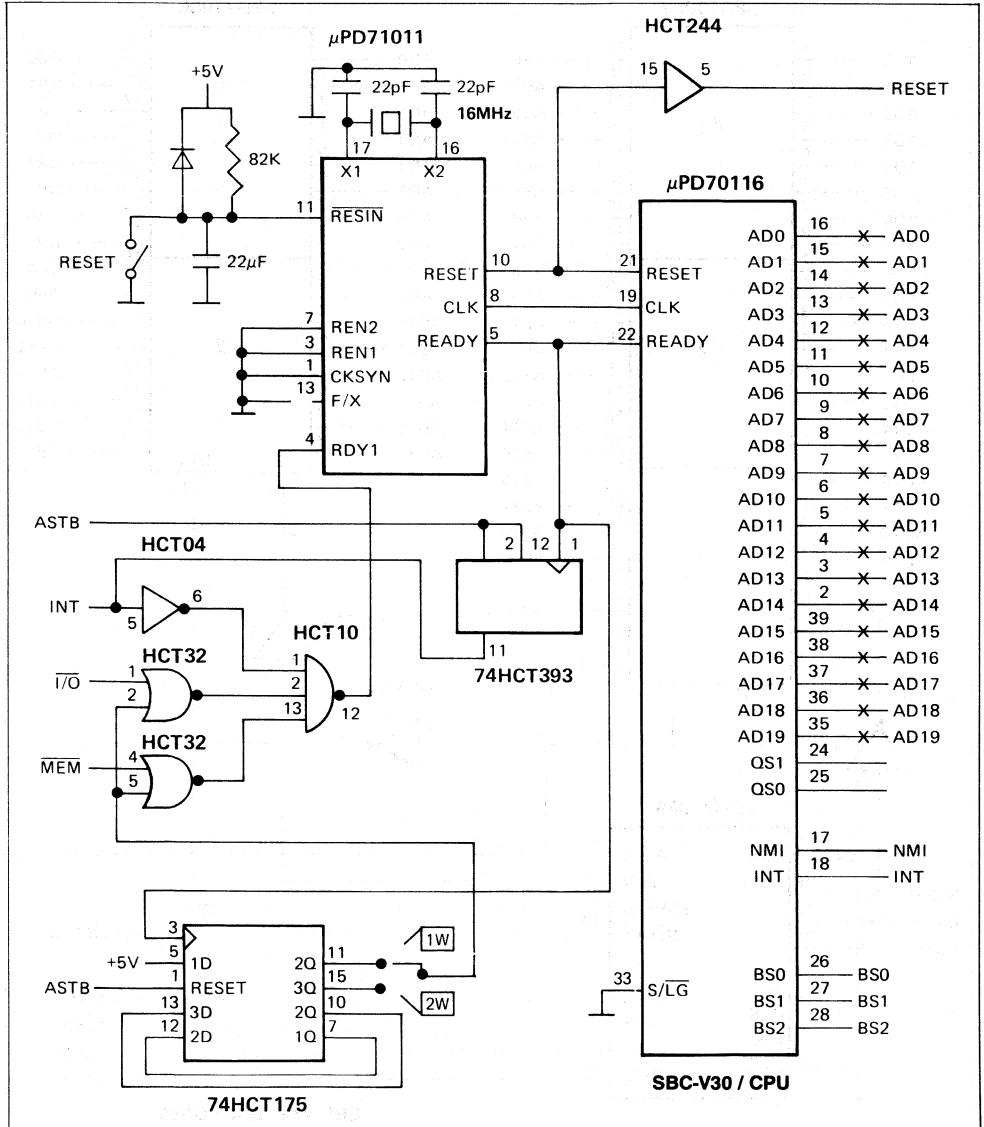 μPD71011
HCT244
+5V
22pF
22pF
16MHz
82K
17
16
X1
X2
15
5
RESET
μPD70116
11
RESIN
RESET
22μF
RESET
10
21
RESET
CLK
8
19
CLK
READY
5
22
READY
7
REN2
3
REN1
1
CKSYN
13
F/X
4
RDY1
AD0
16
AD0
AD1
15
AD1
AD2
14
AD2
AD3
13
AD3
AD4
12
AD4
AD5
11
AD5
AD6
10
AD6
AD7
9
AD7
AD8
8
AD8
AD9
7
AD9
AD10
6
AD10
AD11
5
AD11
AD12
4
AD12
AD13
3
AD13
AD14
2
AD14
AD15
39
AD15
AD16
38
AD16
AD17
37
AD17
AD18
36
AD18
AD19
35
AD19
QS1
24
QS0
25
NMI
17
NMI
INT
18
INT
BS0
26
BS0
BS1
27
BS1
BS2
28
BS2
33
S/LG
SBC-V30 / CPU
ASTB
2
12
1
11
74HCT393
HCT04
INT
5
6
HCT10
1
2
13
12
HCT32
I/O
1
2
HCT32
MEM
4
5
3
+5V
5
1D
ASTB
1
RESET
13
3D
12
2D
2Q
11
3Q
15
2Q
10
1Q
7
1W
2W
74HCT175